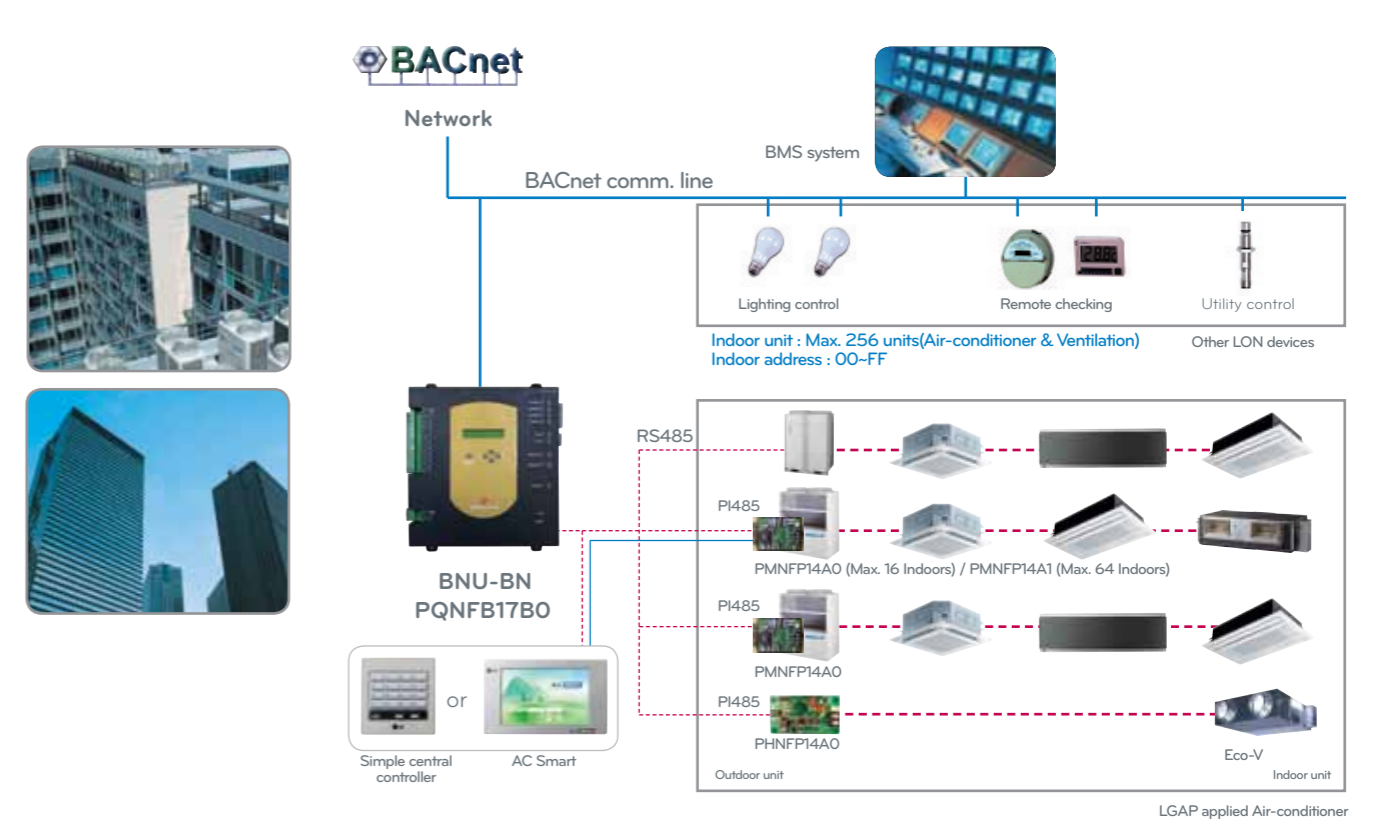 BACnet
Network
BMS system
BACnet comm. line
Lighting control
Remote checking
Utility control
Indoor unit : Max. 256 units(Air-conditioner & Ventilation)
Indoor address : 00~FF
Other LON devices
RS485
PI485
PMNFP14A0 (Max. 16 Indoors) / PMNFP14A1 (Max. 64 Indoors)
BNU-BN
PQNFB17B0
PI485
PMNFP14A0
PI485
PHNFP14A0
Eco-V
or
Simple central
controller
AC Smart
Outdoor unit
Indoor unit
LGAP applied Air-conditioner